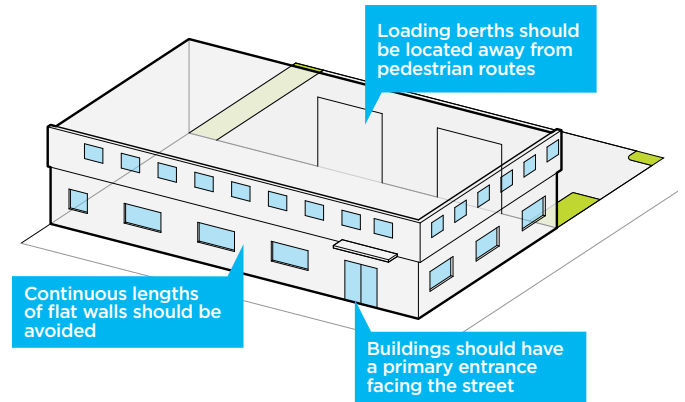 Loading berths should
be located away from
pedestrian routes
Continuous lengths
of flat walls should be
avoided
Buildings should have
a primary entrance
facing the street